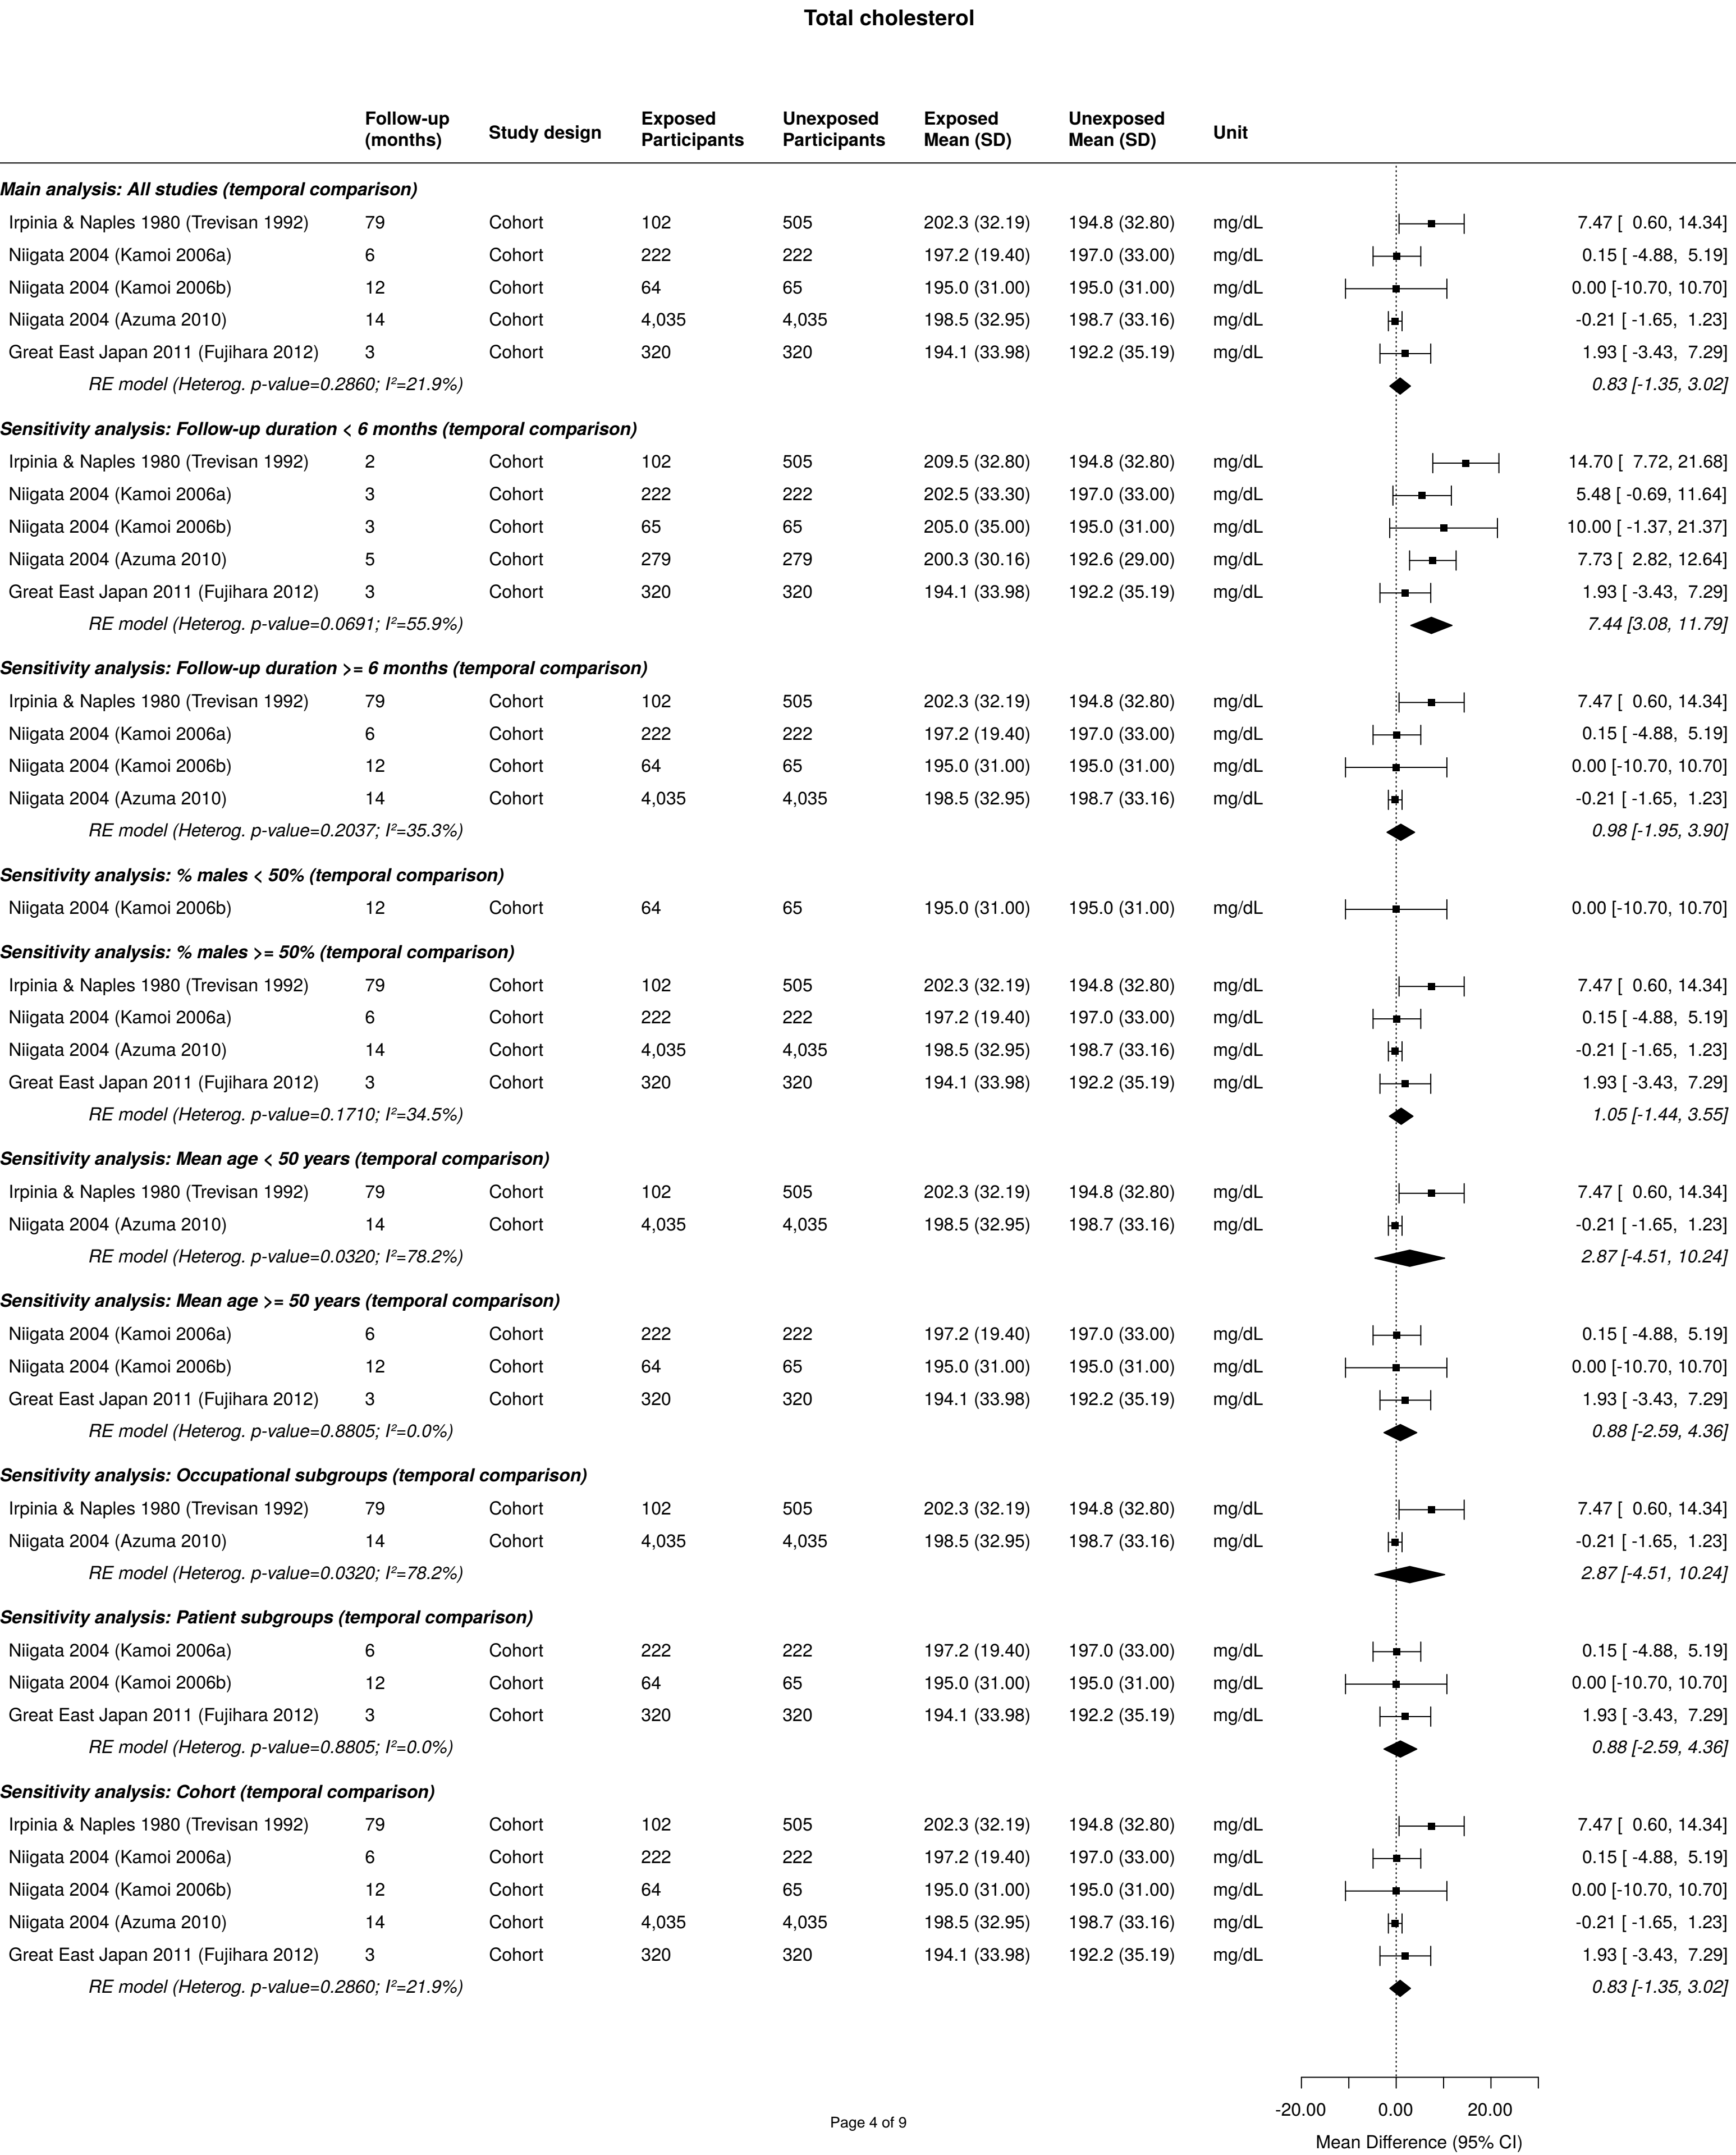 Total cholesterol
Follow-up (months) Study design Exposed Participants Unexposed Participants Exposed Mean (SD) Unexposed Mean (SD) Unit
Main analysis: All studies (temporal comparison)
Irpinia & Naples 1980 (Trevisan 1992) 79 Cohort 102 505 202.3 (32.19) 194.8 (32.80) mg/dL 7.47 [ 0.60, 14.34]
Niigata 2004 (Kamoi 2006a) 6 Cohort 222 222 197.2 (19.40) 197.0 (33.00) mg/dL 0.15 [ -4.88, 5.19]
Niigata 2004 (Kamoi 2006b) 12 Cohort 64 65 195.0 (31.00) 195.0 (31.00) mg/dL 0.00 [-10.70, 10.70]
Niigata 2004 (Azuma 2010) 14 Cohort 4,035 4,035 198.5 (32.95) 198.7 (33.16) mg/dL -0.21 [ -1.65, 1.23]
Great East Japan 2011 (Fujihara 2012) 3 Cohort 320 320 194.1 (33.98) 192.2 (35.19) mg/dL 1.93 [ -3.43, 7.29]
RE model (Heterog. p-value=0.2860; I²=21.9%) 0.83 [-1.35, 3.02]
Sensitivity analysis: Follow-up duration < 6 months (temporal comparison)
Irpinia & Naples 1980 (Trevisan 1992) 2 Cohort 102 505 209.5 (32.80) 194.8 (32.80) mg/dL 14.70 [ 7.72, 21.68]
Niigata 2004 (Kamoi 2006a) 3 Cohort 222 222 202.5 (33.30) 197.0 (33.00) mg/dL 5.48 [ -0.69, 11.64]
Niigata 2004 (Kamoi 2006b) 3 Cohort 65 65 205.0 (35.00) 195.0 (31.00) mg/dL 10.00 [ -1.37, 21.37]
Niigata 2004 (Azuma 2010) 5 Cohort 279 279 200.3 (30.16) 192.6 (29.00) mg/dL 7.73 [ 2.82, 12.64]
Great East Japan 2011 (Fujihara 2012) 3 Cohort 320 320 194.1 (33.98) 192.2 (35.19) mg/dL 1.93 [ -3.43, 7.29]
RE model (Heterog. p-value=0.0691; I²=55.9%) 7.44 [3.08, 11.79]
Sensitivity analysis: Follow-up duration >= 6 months (temporal comparison)
Irpinia & Naples 1980 (Trevisan 1992) 79 Cohort 102 505 202.3 (32.19) 194.8 (32.80) mg/dL 7.47 [ 0.60, 14.34]
Niigata 2004 (Kamoi 2006a) 6 Cohort 222 222 197.2 (19.40) 197.0 (33.00) mg/dL 0.15 [ -4.88, 5.19]
Niigata 2004 (Kamoi 2006b) 12 Cohort 64 65 195.0 (31.00) 195.0 (31.00) mg/dL 0.00 [-10.70, 10.70]
Niigata 2004 (Azuma 2010) 14 Cohort 4,035 4,035 198.5 (32.95) 198.7 (33.16) mg/dL -0.21 [ -1.65, 1.23]
RE model (Heterog. p-value=0.2037; I²=35.3%) 0.98 [-1.95, 3.90]
Sensitivity analysis: % males < 50% (temporal comparison)
Niigata 2004 (Kamoi 2006b) 12 Cohort 64 65 195.0 (31.00) 195.0 (31.00) mg/dL 0.00 [-10.70, 10.70]
Sensitivity analysis: % males >= 50% (temporal comparison)
Irpinia & Naples 1980 (Trevisan 1992) 79 Cohort 102 505 202.3 (32.19) 194.8 (32.80) mg/dL 7.47 [ 0.60, 14.34]
Niigata 2004 (Kamoi 2006a) 6 Cohort 222 222 197.2 (19.40) 197.0 (33.00) mg/dL 0.15 [ -4.88, 5.19]
Niigata 2004 (Azuma 2010) 14 Cohort 4,035 4,035 198.5 (32.95) 198.7 (33.16) mg/dL -0.21 [ -1.65, 1.23]
Great East Japan 2011 (Fujihara 2012) 3 Cohort 320 320 194.1 (33.98) 192.2 (35.19) mg/dL 1.93 [ -3.43, 7.29]
RE model (Heterog. p-value=0.1710; I²=34.5%) 1.05 [-1.44, 3.55]
Sensitivity analysis: Mean age < 50 years (temporal comparison)
Irpinia & Naples 1980 (Trevisan 1992) 79 Cohort 102 505 202.3 (32.19) 194.8 (32.80) mg/dL 7.47 [ 0.60, 14.34]
Niigata 2004 (Azuma 2010) 14 Cohort 4,035 4,035 198.5 (32.95) 198.7 (33.16) mg/dL -0.21 [ -1.65, 1.23]
RE model (Heterog. p-value=0.0320; I²=78.2%) 2.87 [-4.51, 10.24]
Sensitivity analysis: Mean age >= 50 years (temporal comparison)
Niigata 2004 (Kamoi 2006a) 6 Cohort 222 222 197.2 (19.40) 197.0 (33.00) mg/dL 0.15 [ -4.88, 5.19]
Niigata 2004 (Kamoi 2006b) 12 Cohort 64 65 195.0 (31.00) 195.0 (31.00) mg/dL 0.00 [-10.70, 10.70]
Great East Japan 2011 (Fujihara 2012) 3 Cohort 320 320 194.1 (33.98) 192.2 (35.19) mg/dL 1.93 [ -3.43, 7.29]
RE model (Heterog. p-value=0.8805; I²=0.0%) 0.88 [-2.59, 4.36]
Sensitivity analysis: Occupational subgroups (temporal comparison)
Irpinia & Naples 1980 (Trevisan 1992) 79 Cohort 102 505 202.3 (32.19) 194.8 (32.80) mg/dL 7.47 [ 0.60, 14.34]
Niigata 2004 (Azuma 2010) 14 Cohort 4,035 4,035 198.5 (32.95) 198.7 (33.16) mg/dL -0.21 [ -1.65, 1.23]
RE model (Heterog. p-value=0.0320; I²=78.2%) 2.87 [-4.51, 10.24]
Sensitivity analysis: Patient subgroups (temporal comparison)
Niigata 2004 (Kamoi 2006a) 6 Cohort 222 222 197.2 (19.40) 197.0 (33.00) mg/dL 0.15 [ -4.88, 5.19]
Niigata 2004 (Kamoi 2006b) 12 Cohort 64 65 195.0 (31.00) 195.0 (31.00) mg/dL 0.00 [-10.70, 10.70]
Great East Japan 2011 (Fujihara 2012) 3 Cohort 320 320 194.1 (33.98) 192.2 (35.19) mg/dL 1.93 [ -3.43, 7.29]
RE model (Heterog. p-value=0.8805; I²=0.0%) 0.88 [-2.59, 4.36]
Sensitivity analysis: Cohort (temporal comparison)
Irpinia & Naples 1980 (Trevisan 1992) 79 Cohort 102 505 202.3 (32.19) 194.8 (32.80) mg/dL 7.47 [ 0.60, 14.34]
Niigata 2004 (Kamoi 2006a) 6 Cohort 222 222 197.2 (19.40) 197.0 (33.00) mg/dL 0.15 [ -4.88, 5.19]
Niigata 2004 (Kamoi 2006b) 12 Cohort 64 65 195.0 (31.00) 195.0 (31.00) mg/dL 0.00 [-10.70, 10.70]
Niigata 2004 (Azuma 2010) 14 Cohort 4,035 4,035 198.5 (32.95) 198.7 (33.16) mg/dL -0.21 [ -1.65, 1.23]
Great East Japan 2011 (Fujihara 2012) 3 Cohort 320 320 194.1 (33.98) 192.2 (35.19) mg/dL 1.93 [ -3.43, 7.29]
RE model (Heterog. p-value=0.2860; I²=21.9%) 0.83 [-1.35, 3.02]
-20.00 0.00 20.00
Page 4 of 9
Mean Difference (95% CI)